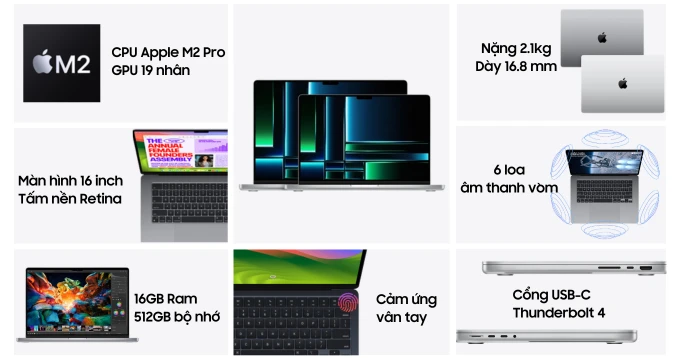 M2
CPU Apple M2 Pro
GPU 19 nhân
Nặng 2.1kg
Dày 16.8 mm
Màn hình 16 inch
Tấm nền Retina
THE
ANNUAL
FEMALE
FOUNDERS
ASSEMBLY
6 loa
âm thanh vòm
16GB Ram
512GB bộ nhớ
Cảm ứng
vân tay
Cổng USB-C
Thunderbolt 4